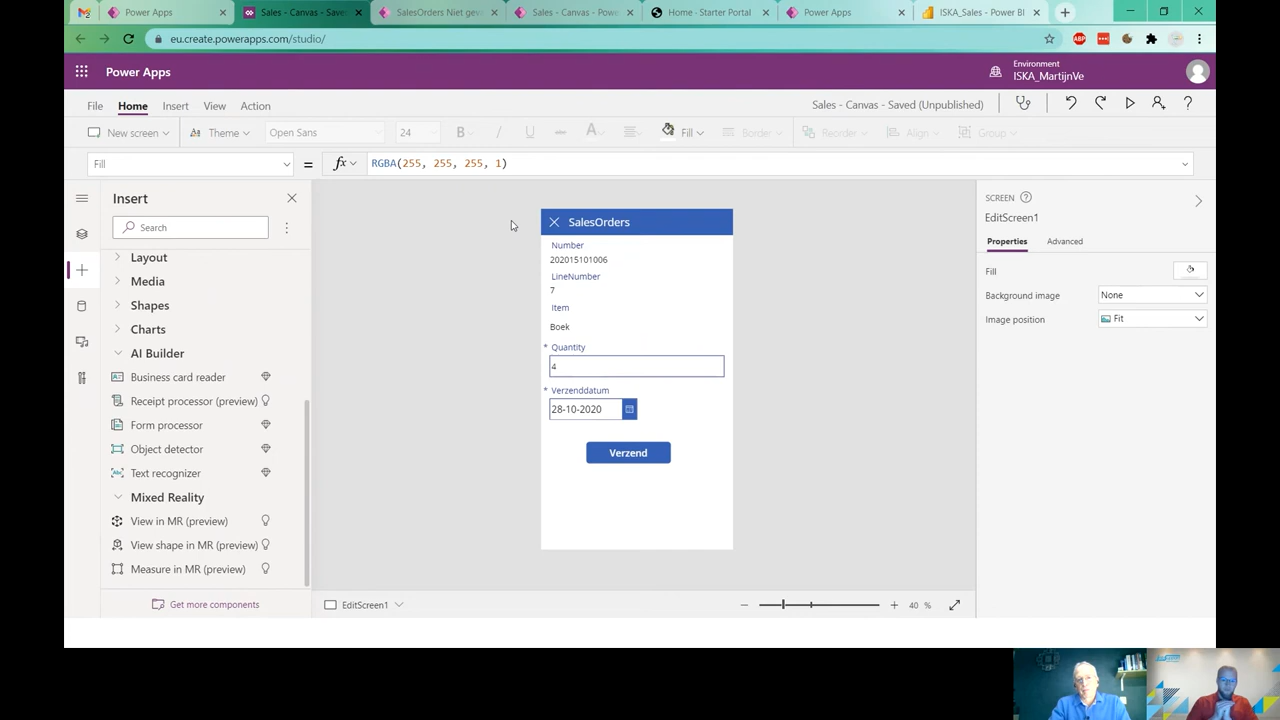 Power Apps
Sales - Canvas - Save
SalesOrders Niet gev
Sales - Canvas - Powe
Home · Starter Portal
Power Apps
ISKA_Sales - Power BI
eu.create.powerapps.com/studio/
ABP
Power Apps
Environment
ISKA_MartijnVe
File Home Insert View Action
Sales - Canvas - Saved (Unpublished)
New screen Theme Open Sans 24 B I U abc A Fill Border Reorder Align Group
Fill = fx RGBA(255, 255, 255, 1)
Insert
Search
Layout
Media
Shapes
Charts
AI Builder
Business card reader
Receipt processor (preview)
Form processor
Object detector
Text recognizer
Mixed Reality
View in MR (preview)
View shape in MR (preview)
Measure in MR (preview)
Get more components
SalesOrders
Number
202015101006
LineNumber
7
Item
Boek
* Quantity
4
* Verzenddatum
28-10-2020
Verzend
EditScreen1
40 %
SCREEN
EditScreen1
Properties Advanced
Fill
Background image None
Image position Fit